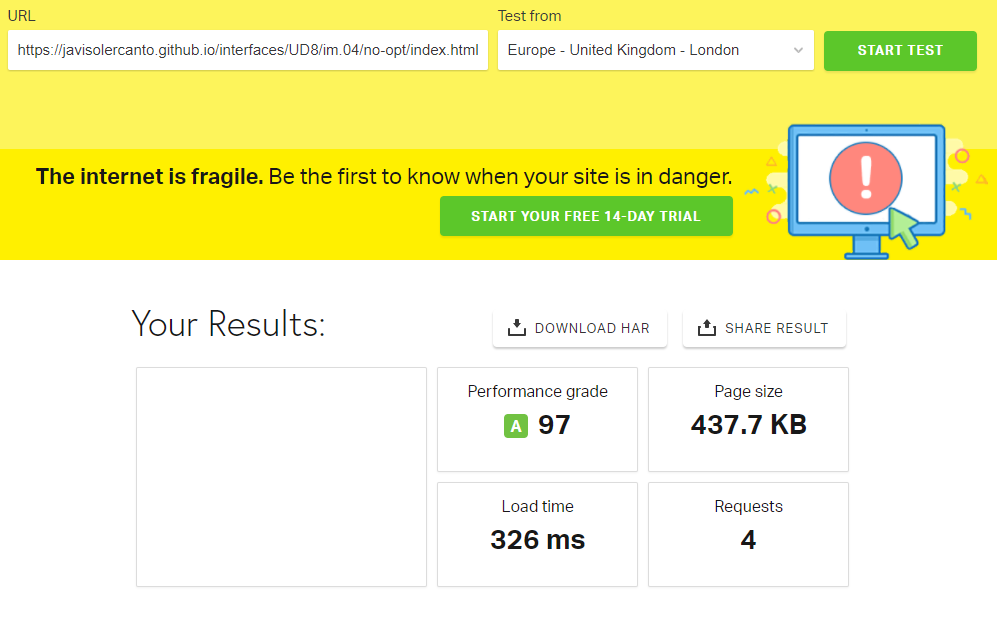 URL
Test from
https://javisolercanto.github.io/interfaces/UD8/im.04/no-opt/index.html
Europe - United Kingdom - London
START TEST
The internet is fragile. Be the first to know when your site is in danger.
START YOUR FREE 14-DAY TRIAL
!
Your Results:
DOWNLOAD HAR
SHARE RESULT
Performance grade
A 97
Page size
437.7 KB
Load time
326 ms
Requests
4